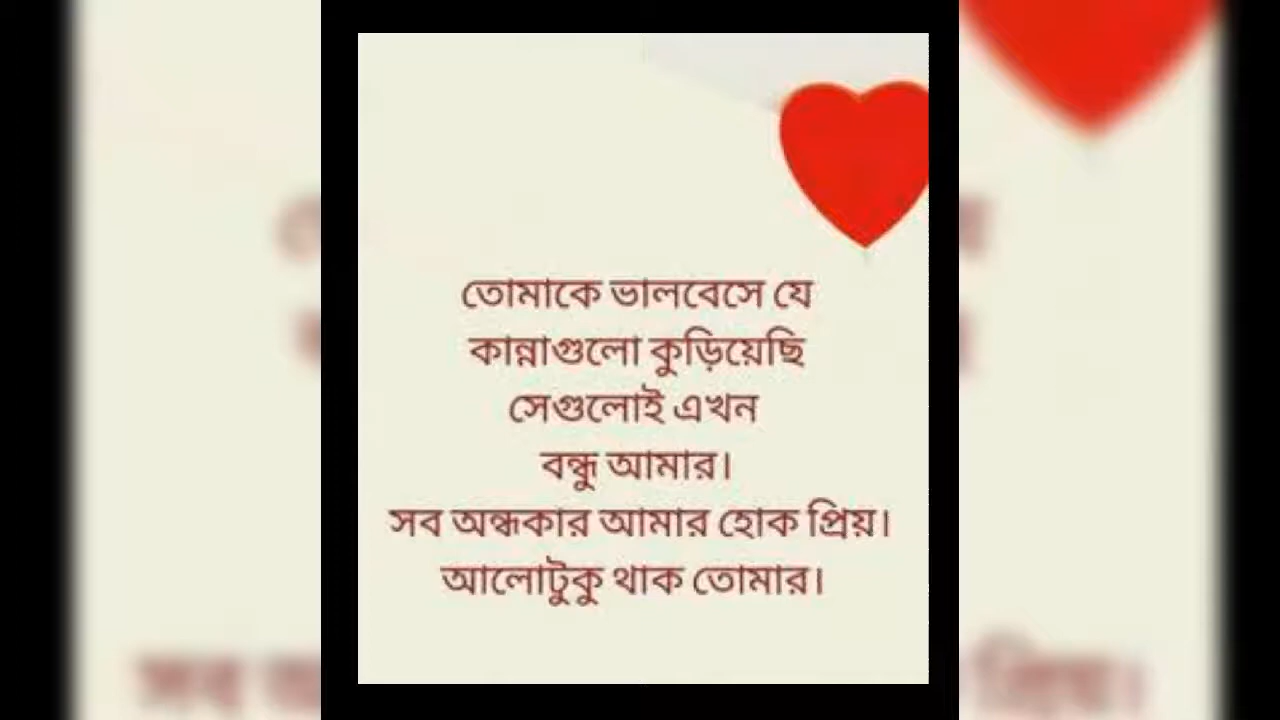 তোমাকে ভালবেসে যে
কান্নাগুলো কুড়িয়েছি
সেগুলোই এখন
বন্ধু আমার।
সব অন্ধকার আমার হোক প্রিয়।
আলোটুকু থাক তোমার।